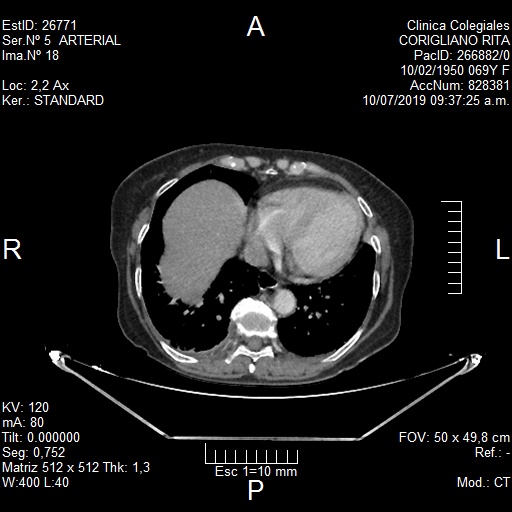 EstID: 26771
Ser.Nº 5 ARTERIAL
Ima.Nº 18
Loc: 2,2 Ax
Ker.: STANDARD
A
Clinica Colegiales
CORIGLIANO RITA
PacID: 266882/0
10/02/1950 069Y F
AccNum: 828381
10/07/2019 09:37:25 a.m.
R
L
KV: 120
mA: 80
Tilt: 0.000000
Seg: 0,752
Matriz 512 x 512 Thk: 1,3
W:400 L:40
Esc 1=10 mm
P
FOV: 50 x 49,8 cm
Ref.: -
Mod.: CT